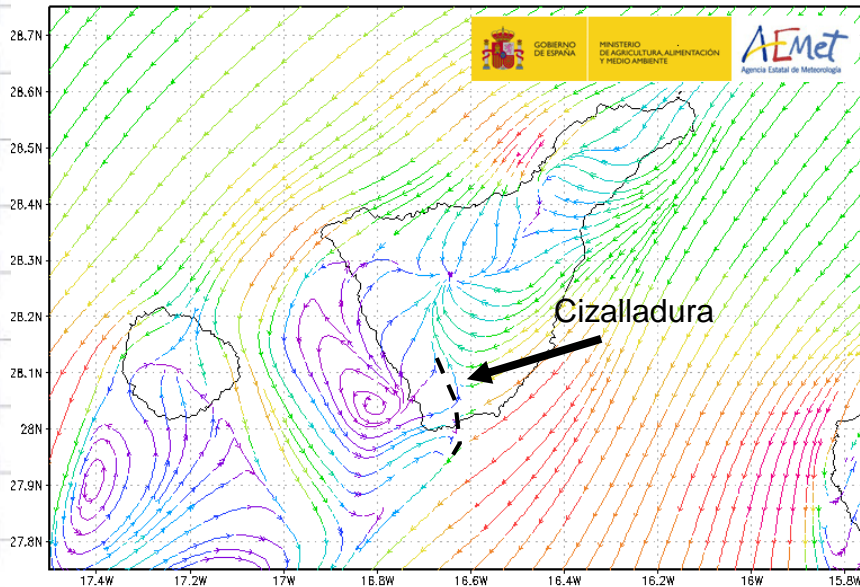 28.7N
28.6N
28.5N
28.4N
28.3N
28.2N
28.1N
28N
27.9N
27.8N
GOBIERNO
DE ESPAÑA
MINISTERIO
DE AGRICULTURA, ALIMENTACIÓN
Y MEDIO AMBIENTE
AEMet
Agencia Estatal de Meteorología
Cizalladura
17.4W
17.2W
17W
16.8W
16.6W
16.4W
16.2W
16W
15.8W